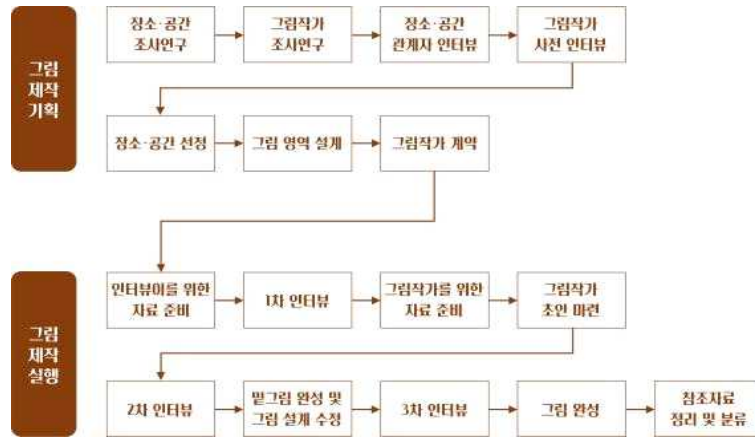 그림
제작
기획
장소·공간
조사연구
그림작가
조사연구
장소·공간
관계자 인터뷰
그림작가
사전 인터뷰
장소·공간 선정
그림 영역 설계
그림작가 계약
그림
제작
실행
인터뷰이를 위한
자료 준비
1차 인터뷰
그림작가를 위한
자료 준비
그림작가
초안 마련
2차 인터뷰
밑그림 완성 및
그림 설계 수정
3차 인터뷰
그림 완성
참조자료
정리 및 분류